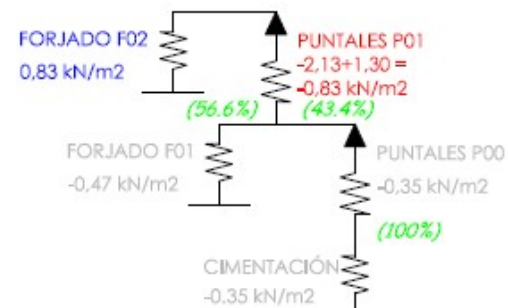 FORJADO F02
0,83 kN/m2
PUNTALES P01
-2,13+1,30 =
-0,83 kN/m2
(56.6%)
(43.4%)
FORJADO F01
-0,47 kN/m2
PUNTALES P00
-0,35 kN/m2
(100%)
CIMENTACIÓN
-0.35 kN/m2